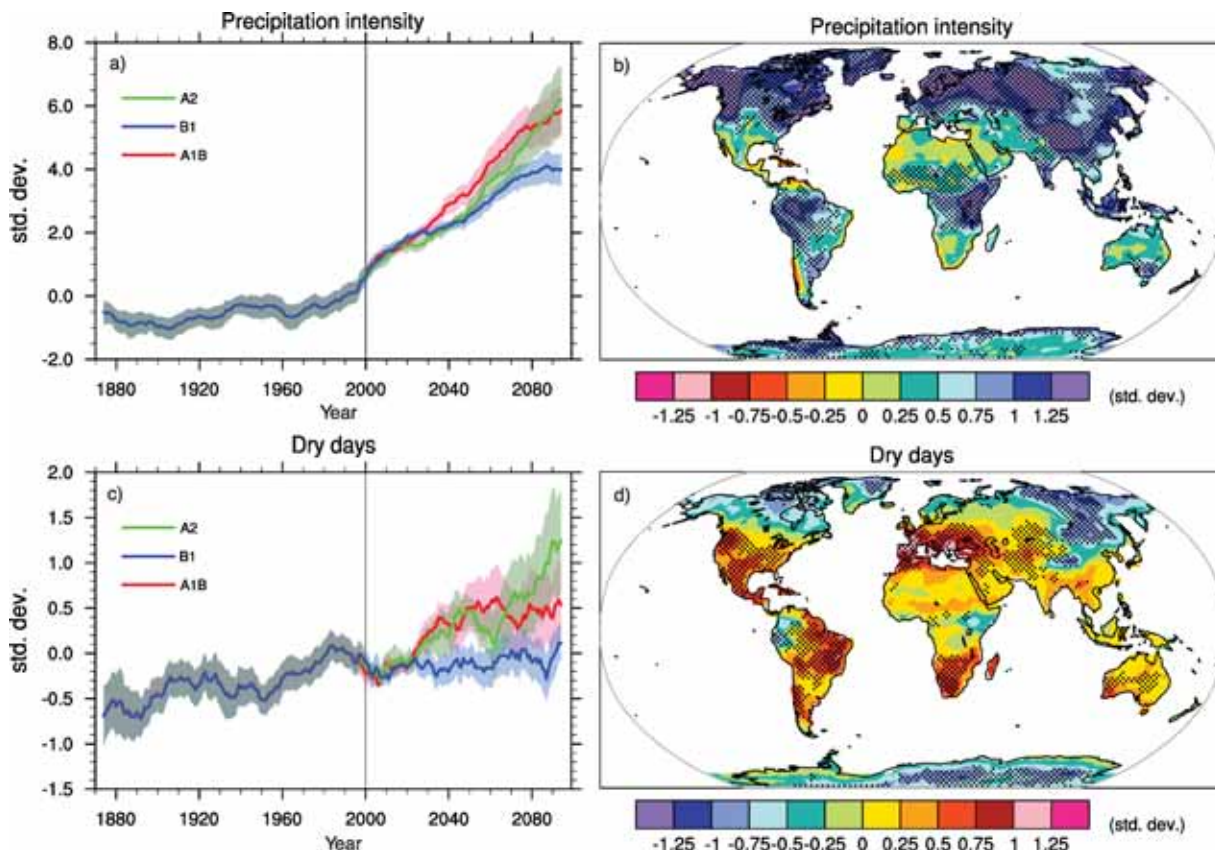 Precipitation intensity
8.0
a)
6.0
A2
B1
A1B
4.0
std. dev.
2.0
0.0
-2.0
1880 1920 1960 2000 2040 2080
Year
Precipitation intensity
b)
-1.25 -1 -0.75 -0.5 -0.25 0 0.25 0.5 0.75 1 1.25
(std. dev.)
Dry days
2.0
c)
1.5
A2
B1
A1B
1.0
std. dev.
0.5
0.0
-0.5
-1.0
-1.5
1880 1920 1960 2000 2040 2080
Year
Dry days
d)
-1.25 -1 -0.75 -0.5 -0.25 0 0.25 0.5 0.75 1 1.25
(std. dev.)